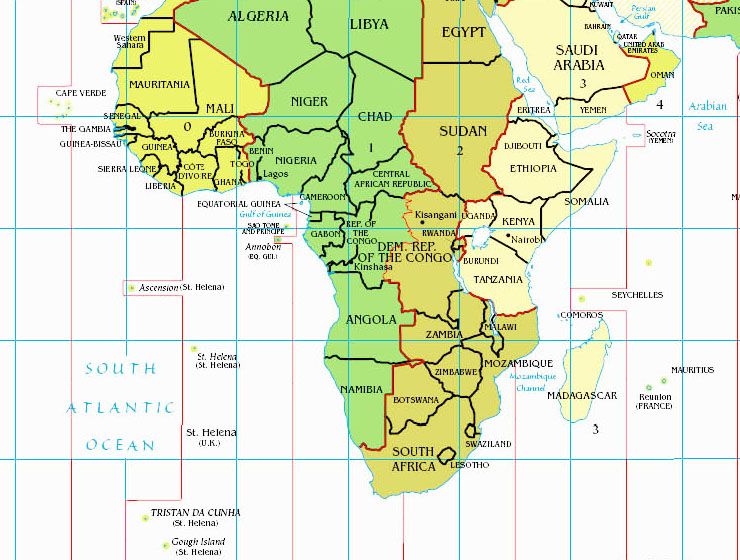 SPAIN
ALGERIA
LIBYA
EGYPT
KUWAIT
Persian
Gulf
BAHRAIN
QATAR
UNITED ARAB
EMIRATES
SAUDI
ARABIA
3
OMAN
4
Western
Sahara
MAURITANIA
MALI
0
NIGER
CHAD
1
SUDAN
2
Red
Sea
ERITREA
YEMEN
Arabian
Sea
Socotra
(YEMEN)
CAPE VERDE
SENEGAL
THE GAMBIA
GUINEA-BISSAU
GUINEA
SIERRA LEONE
LIBERIA
CÔTE
D'IVORE
BURKINA
FASO
GHANA
TOGO
BENIN
NIGERIA
Lagos
CENTRAL
AFRICAN REPUBLIC
CAMEROON
DJIBOUTI
ETHIOPIA
SOMALIA
EQUATORIAL GUINEA
Gulf of Guinea
SAO TOME
AND PRINCIPE
Annobon
(EQ. GUI.)
GABON
REP. OF
THE
CONGO
Kisangani
DEM. REP.
OF THE CONGO
Kinshasa
UGANDA
RWANDA
BURUNDI
KENYA
Nairobi
TANZANIA
Ascension (St. Helena)
SEYCHELLES
COMOROS
ANGOLA
ZAMBIA
MALAWI
MOZAMBIQUE
Mozambique
Channel
ZIMBABWE
NAMIBIA
BOTSWANA
MADAGASCAR
3
MAURITIUS
Reunion
(FRANCE)
St. Helena
(St. Helena)
SOUTH
ATLANTIC
OCEAN
St. Helena
(U.K.)
SWAZILAND
SOUTH
AFRICA
LESOTHO
TRISTAN DA CUNHA
(St. Helena)
Gough Island
(St. Helena)